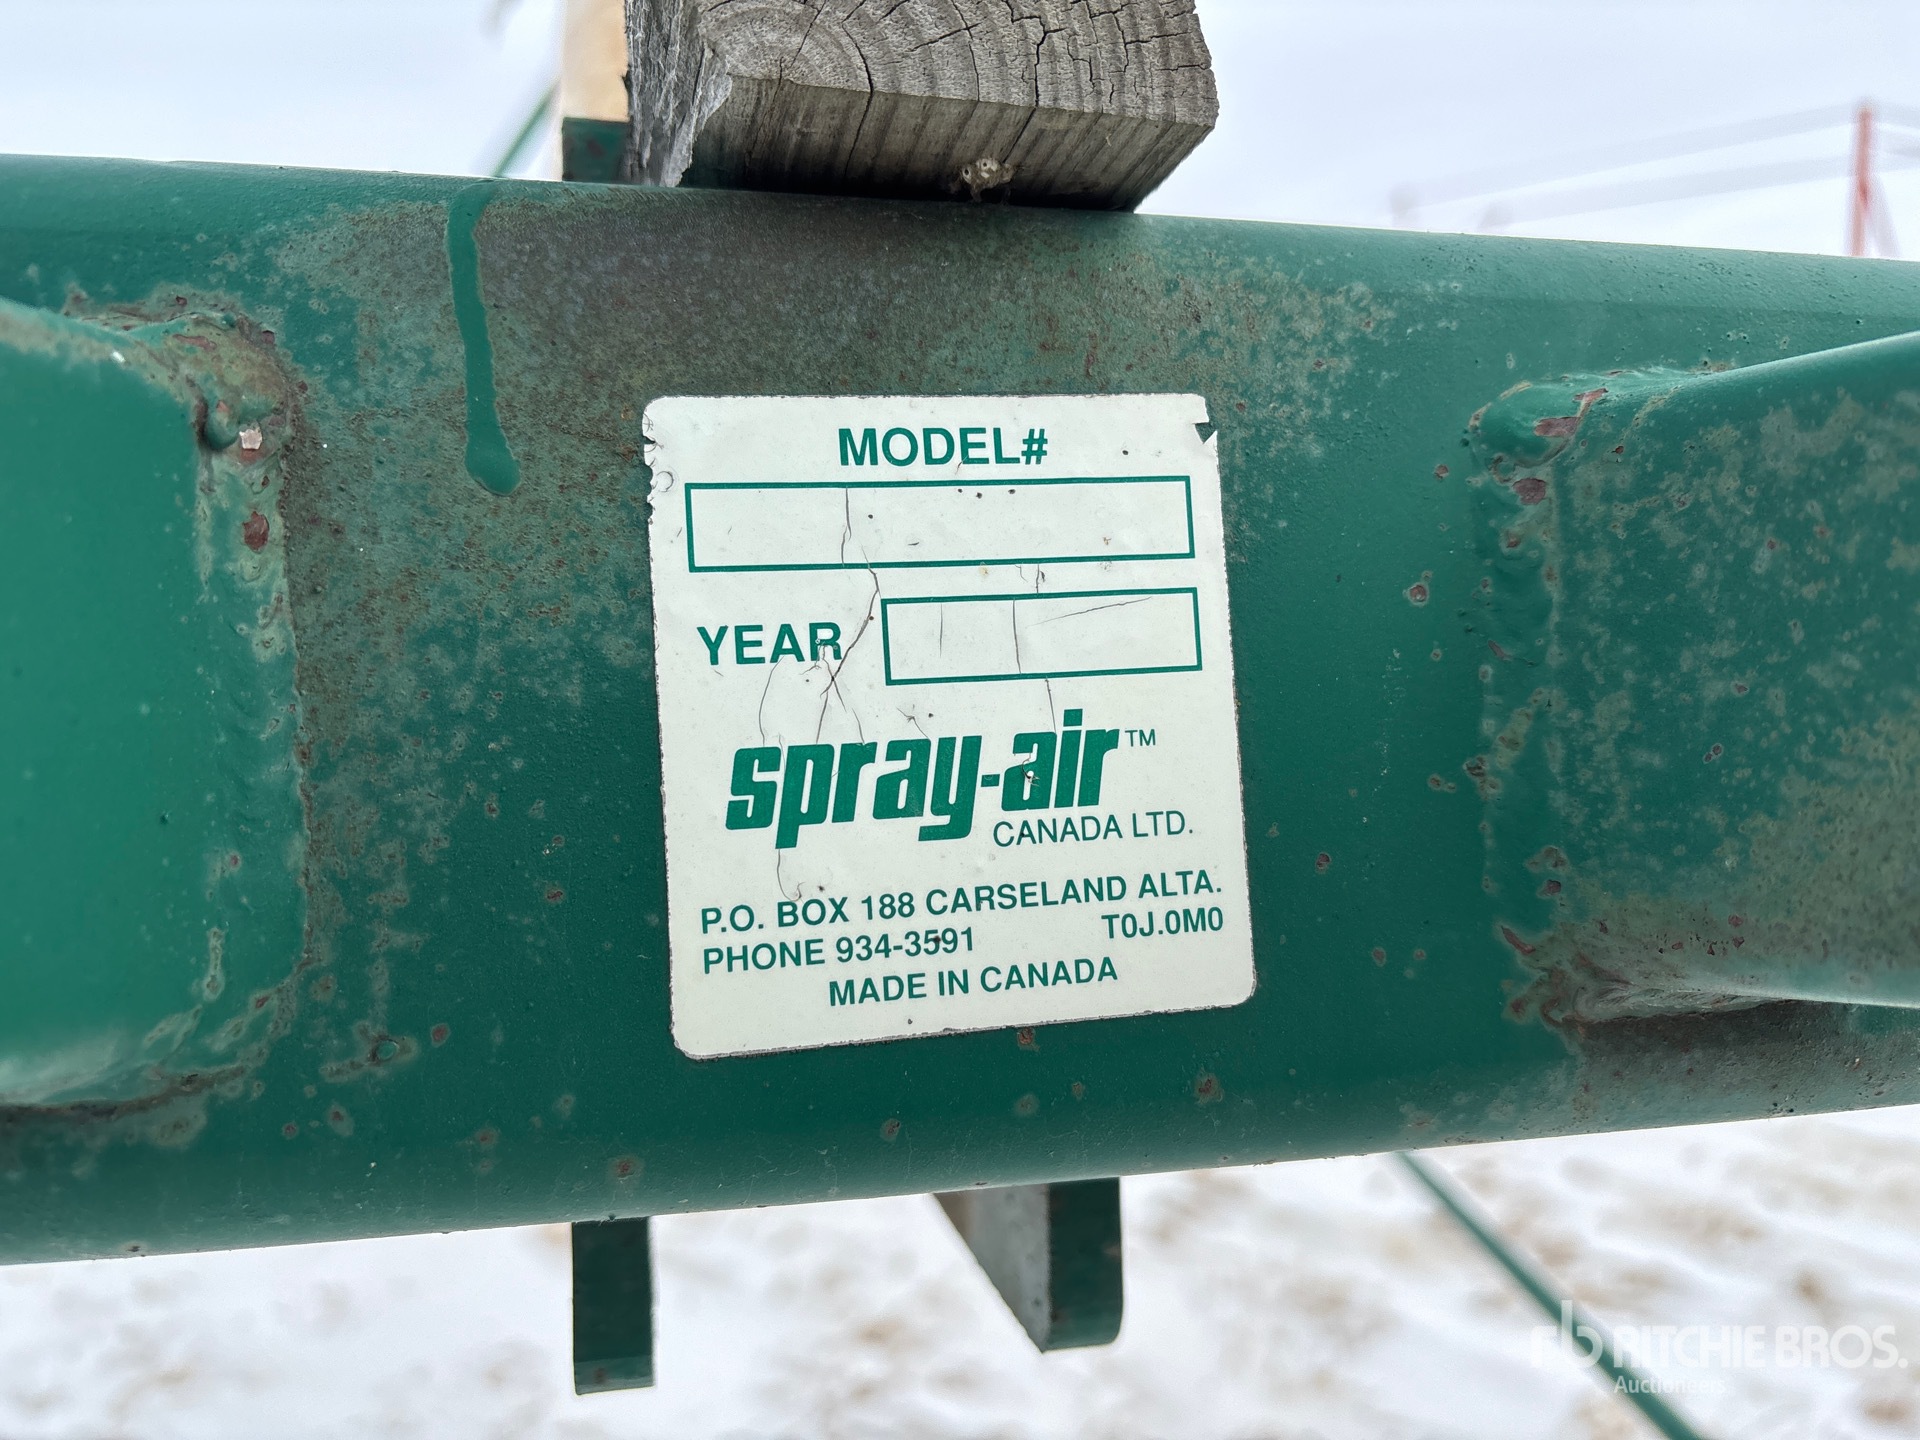 MODEL#
YEAR
spray-air™
CANADA LTD.
P.O. BOX 188 CARSELAND ALTA.
PHONE 934-3591 T0J.0M0
MADE IN CANADA
rb RITCHIE BROS.
Auctioneers